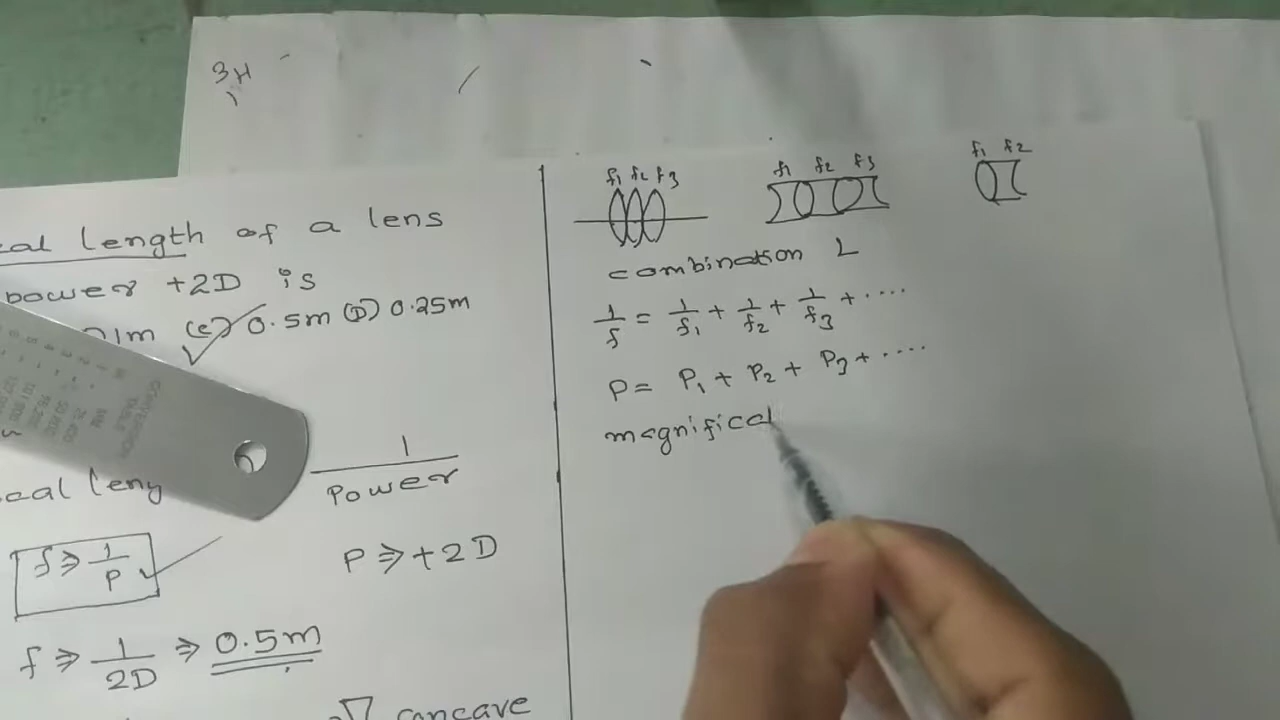 3H
cal length of a lens
power +2D is
1m (c) 0.5m (D) 0.25m
CONVERSION
TABLE
cal leng 1
Power
f ⇒ 1/P
P ⇒ +2D
f ⇒ 1/2D ⇒ 0.5m
concave
f1 f2 f3
f1 f2 f3
f1 f2
combination L
1/f = 1/f1 + 1/f2 + 1/f3 + ....
P = P1 + P2 + P3 + ....
magnificat